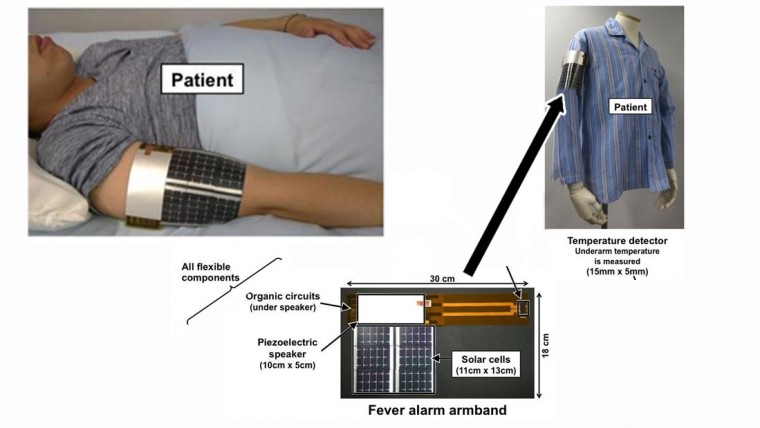 Patient
Patient
Temperature detector
Underarm temperature
is measured
(15mm x 5mm)
All flexible
components
30 cm
Organic circuits
(under speaker)
Piezoelectric
speaker
(10cm x 5cm)
Solar cells
(11cm x 13cm)
18 cm
Fever alarm armband